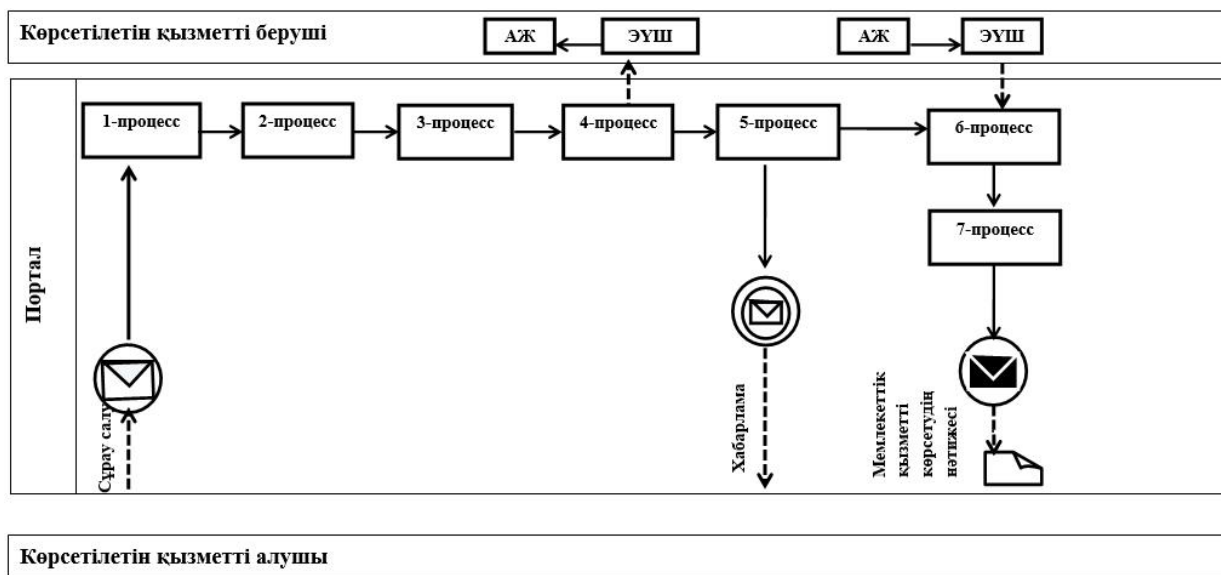 Көрсетілетін қызметті беруші
АЖ
ЭҮШ
АЖ
ЭҮШ
1-процесс
2-процесс
3-процесс
4-процесс
5-процесс
6-процесс
7-процесс
Портал
Сұрау салу
Хабарлама
Мемлекеттік
қызметті
көрсетудің
нәтижесі
Көрсетілетін қызметті алушы